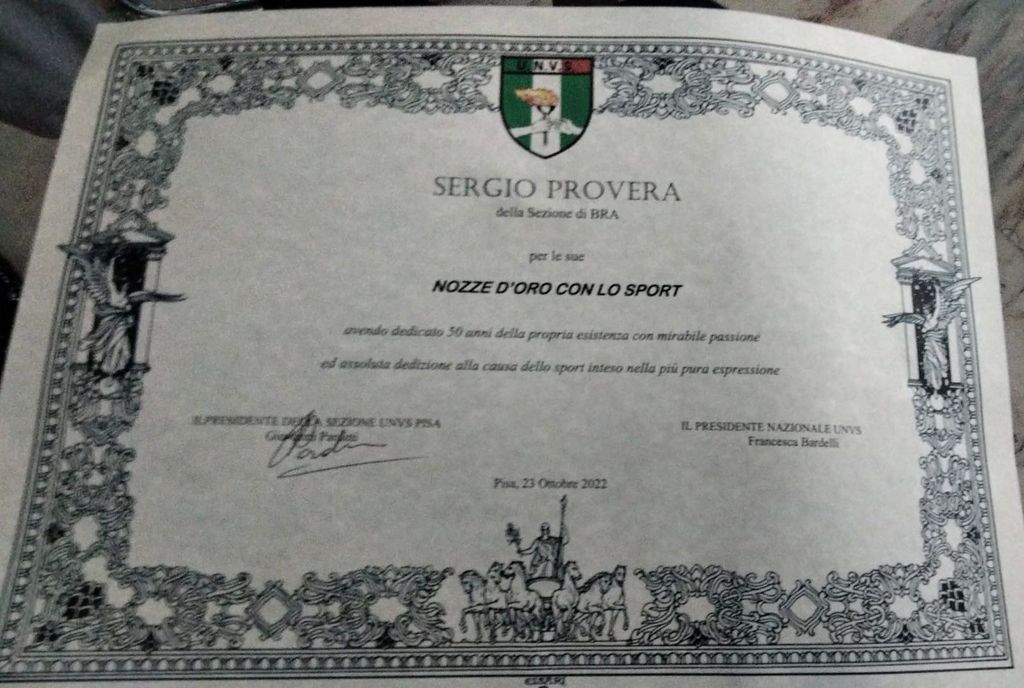 U.N.V.S.
SERGIO PROVERA
della Sezione di BRA
per le sue
NOZZE D'ORO CON LO SPORT
avendo dedicato 50 anni della propria esistenza con mirabile passione
ed assoluta dedizione alla causa dello sport inteso nella più pura espressione
IL PRESIDENTE DELLA SEZIONE UNVS PISA
IL PRESIDENTE NAZIONALE UNVS
Francesca Bardelli
Pisa, 23 Ottobre 2022